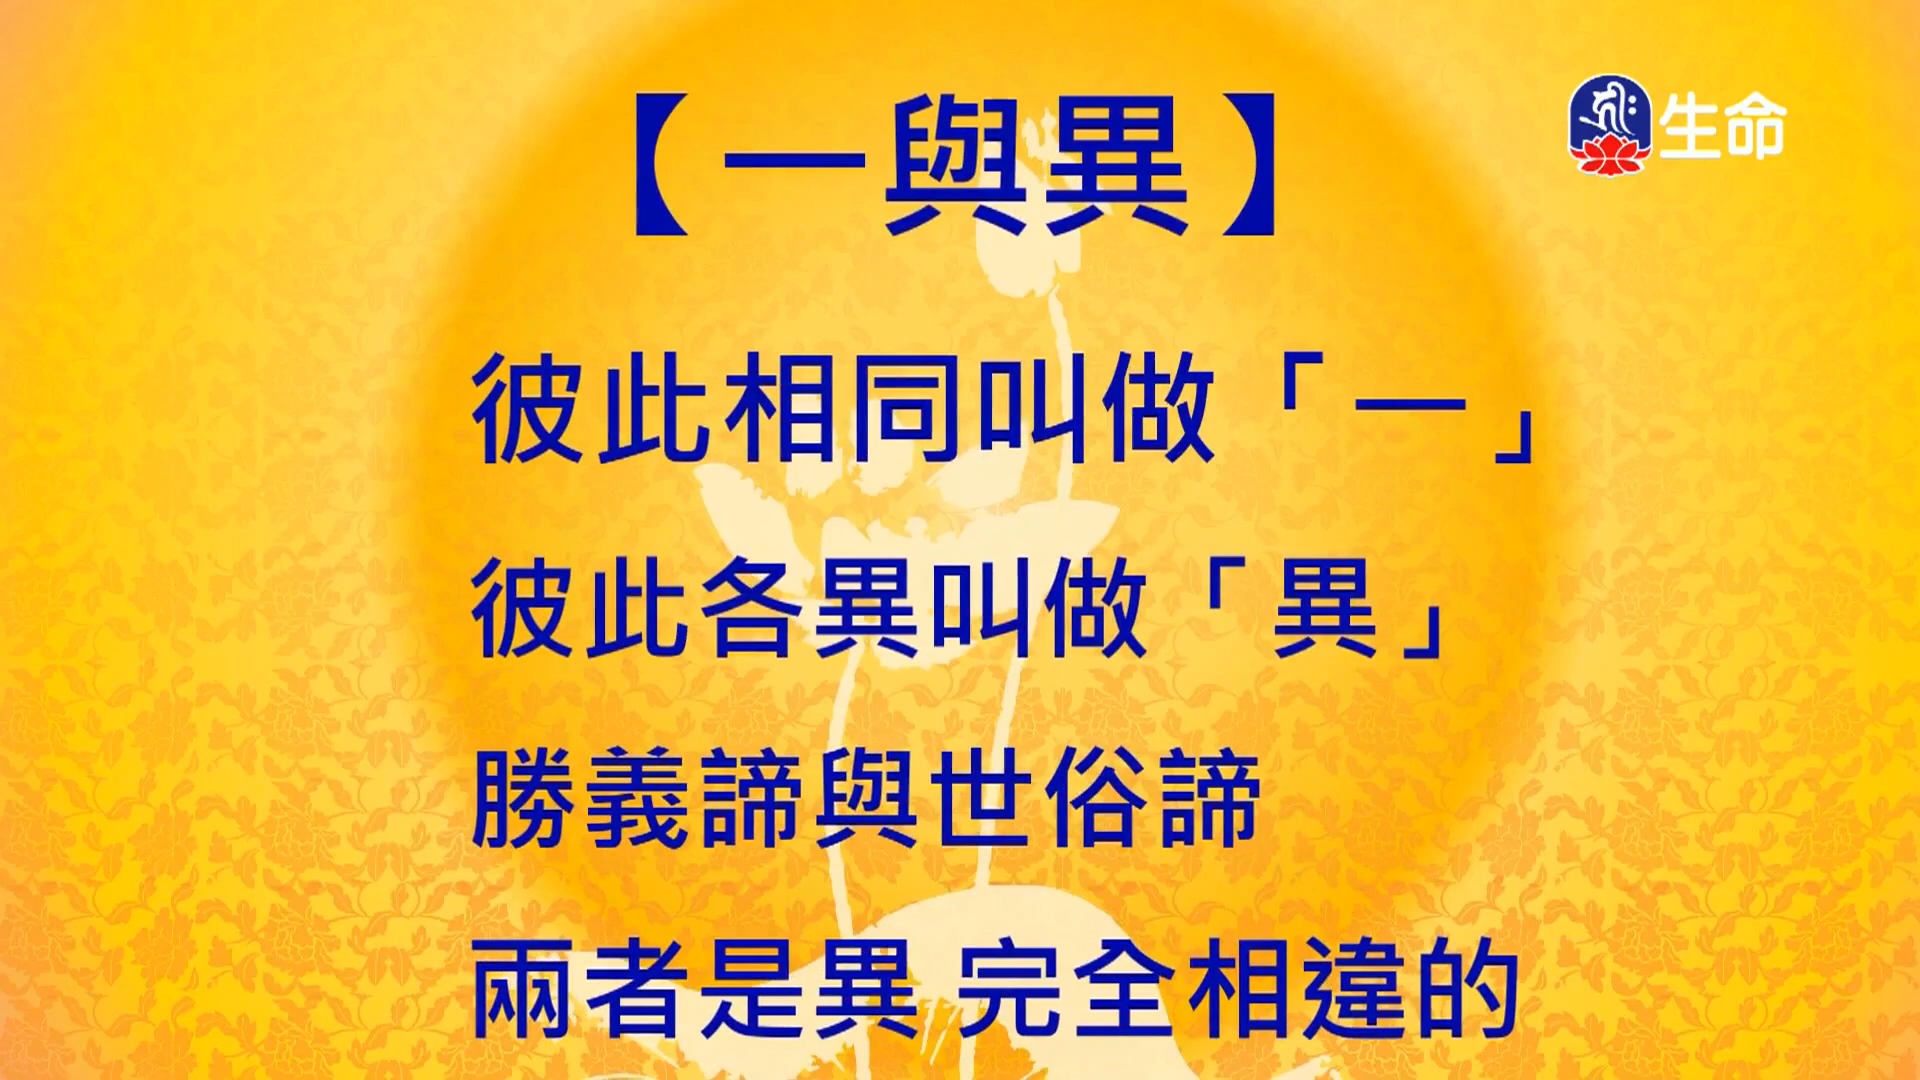 【一與異】
生命
彼此相同叫做「一」
彼此各異叫做「異」
勝義諦與世俗諦
兩者是異 完全相違的